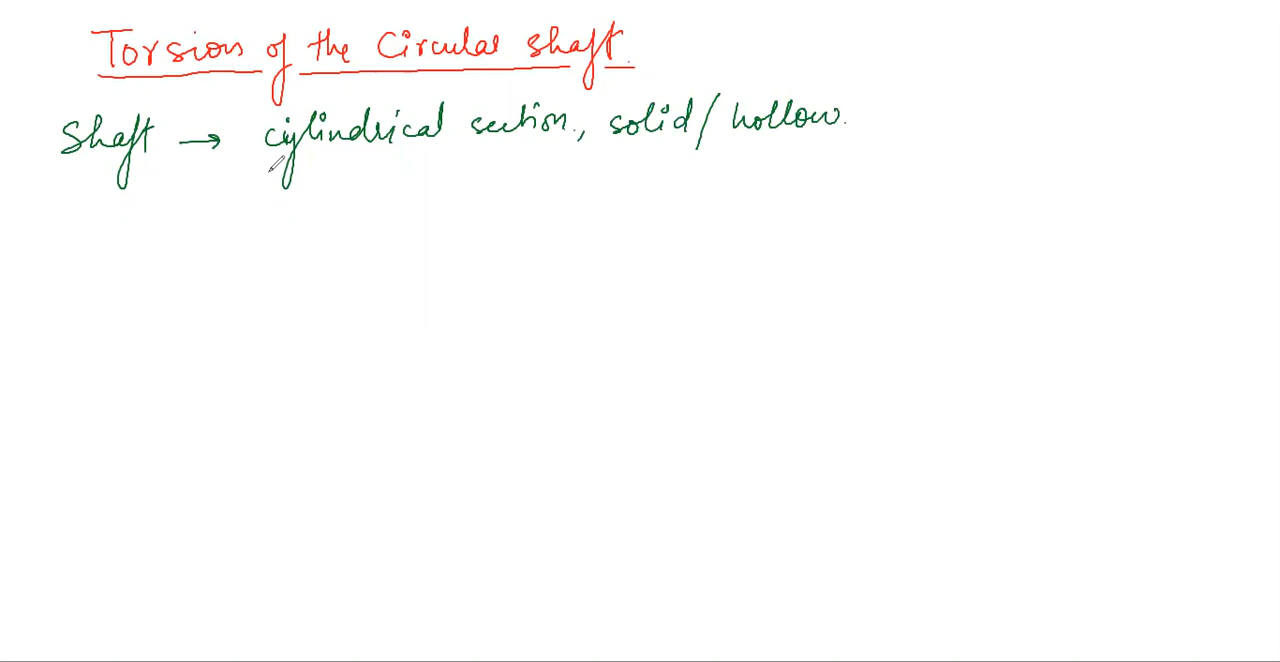 Torsion of the Circular shaft.
Shaft → cylindrical section., solid/hollow.